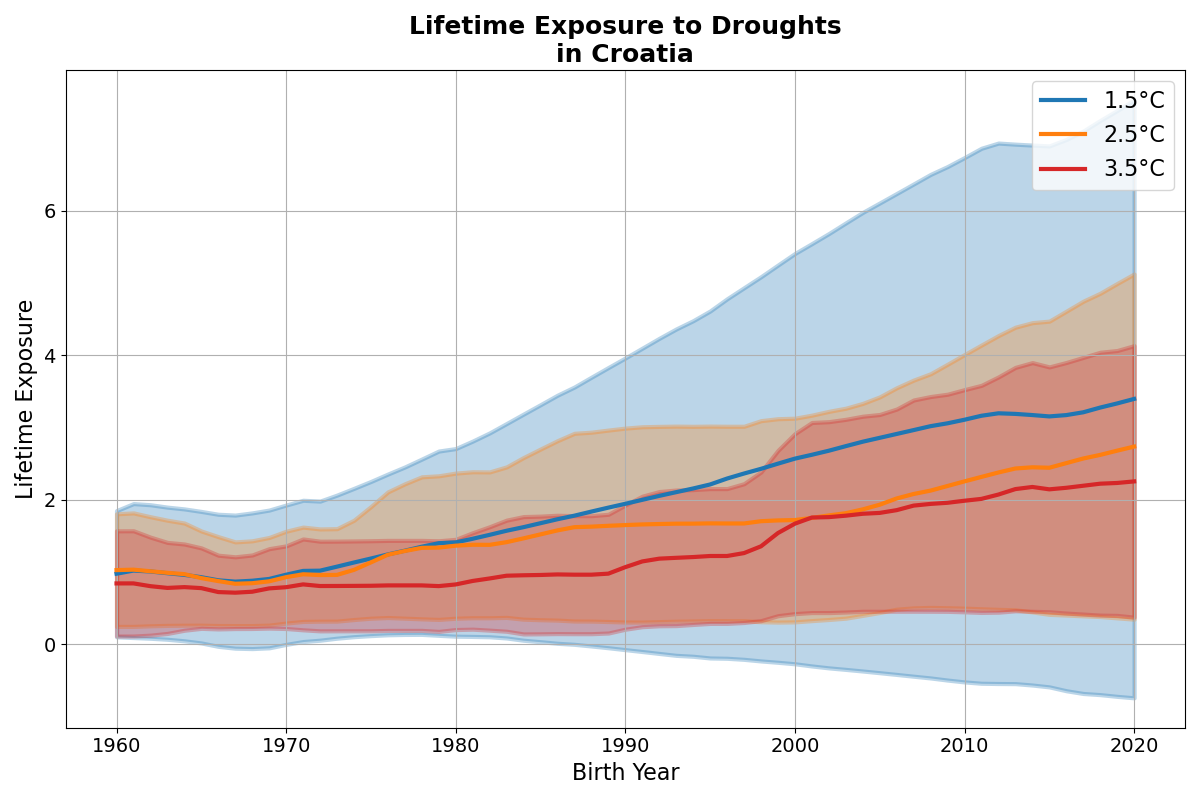 Lifetime Exposure to Droughts
in Croatia
1.5°C
2.5°C
3.5°C
Lifetime Exposure
6
4
2
0
1960 1970 1980 1990 2000 2010 2020
Birth Year